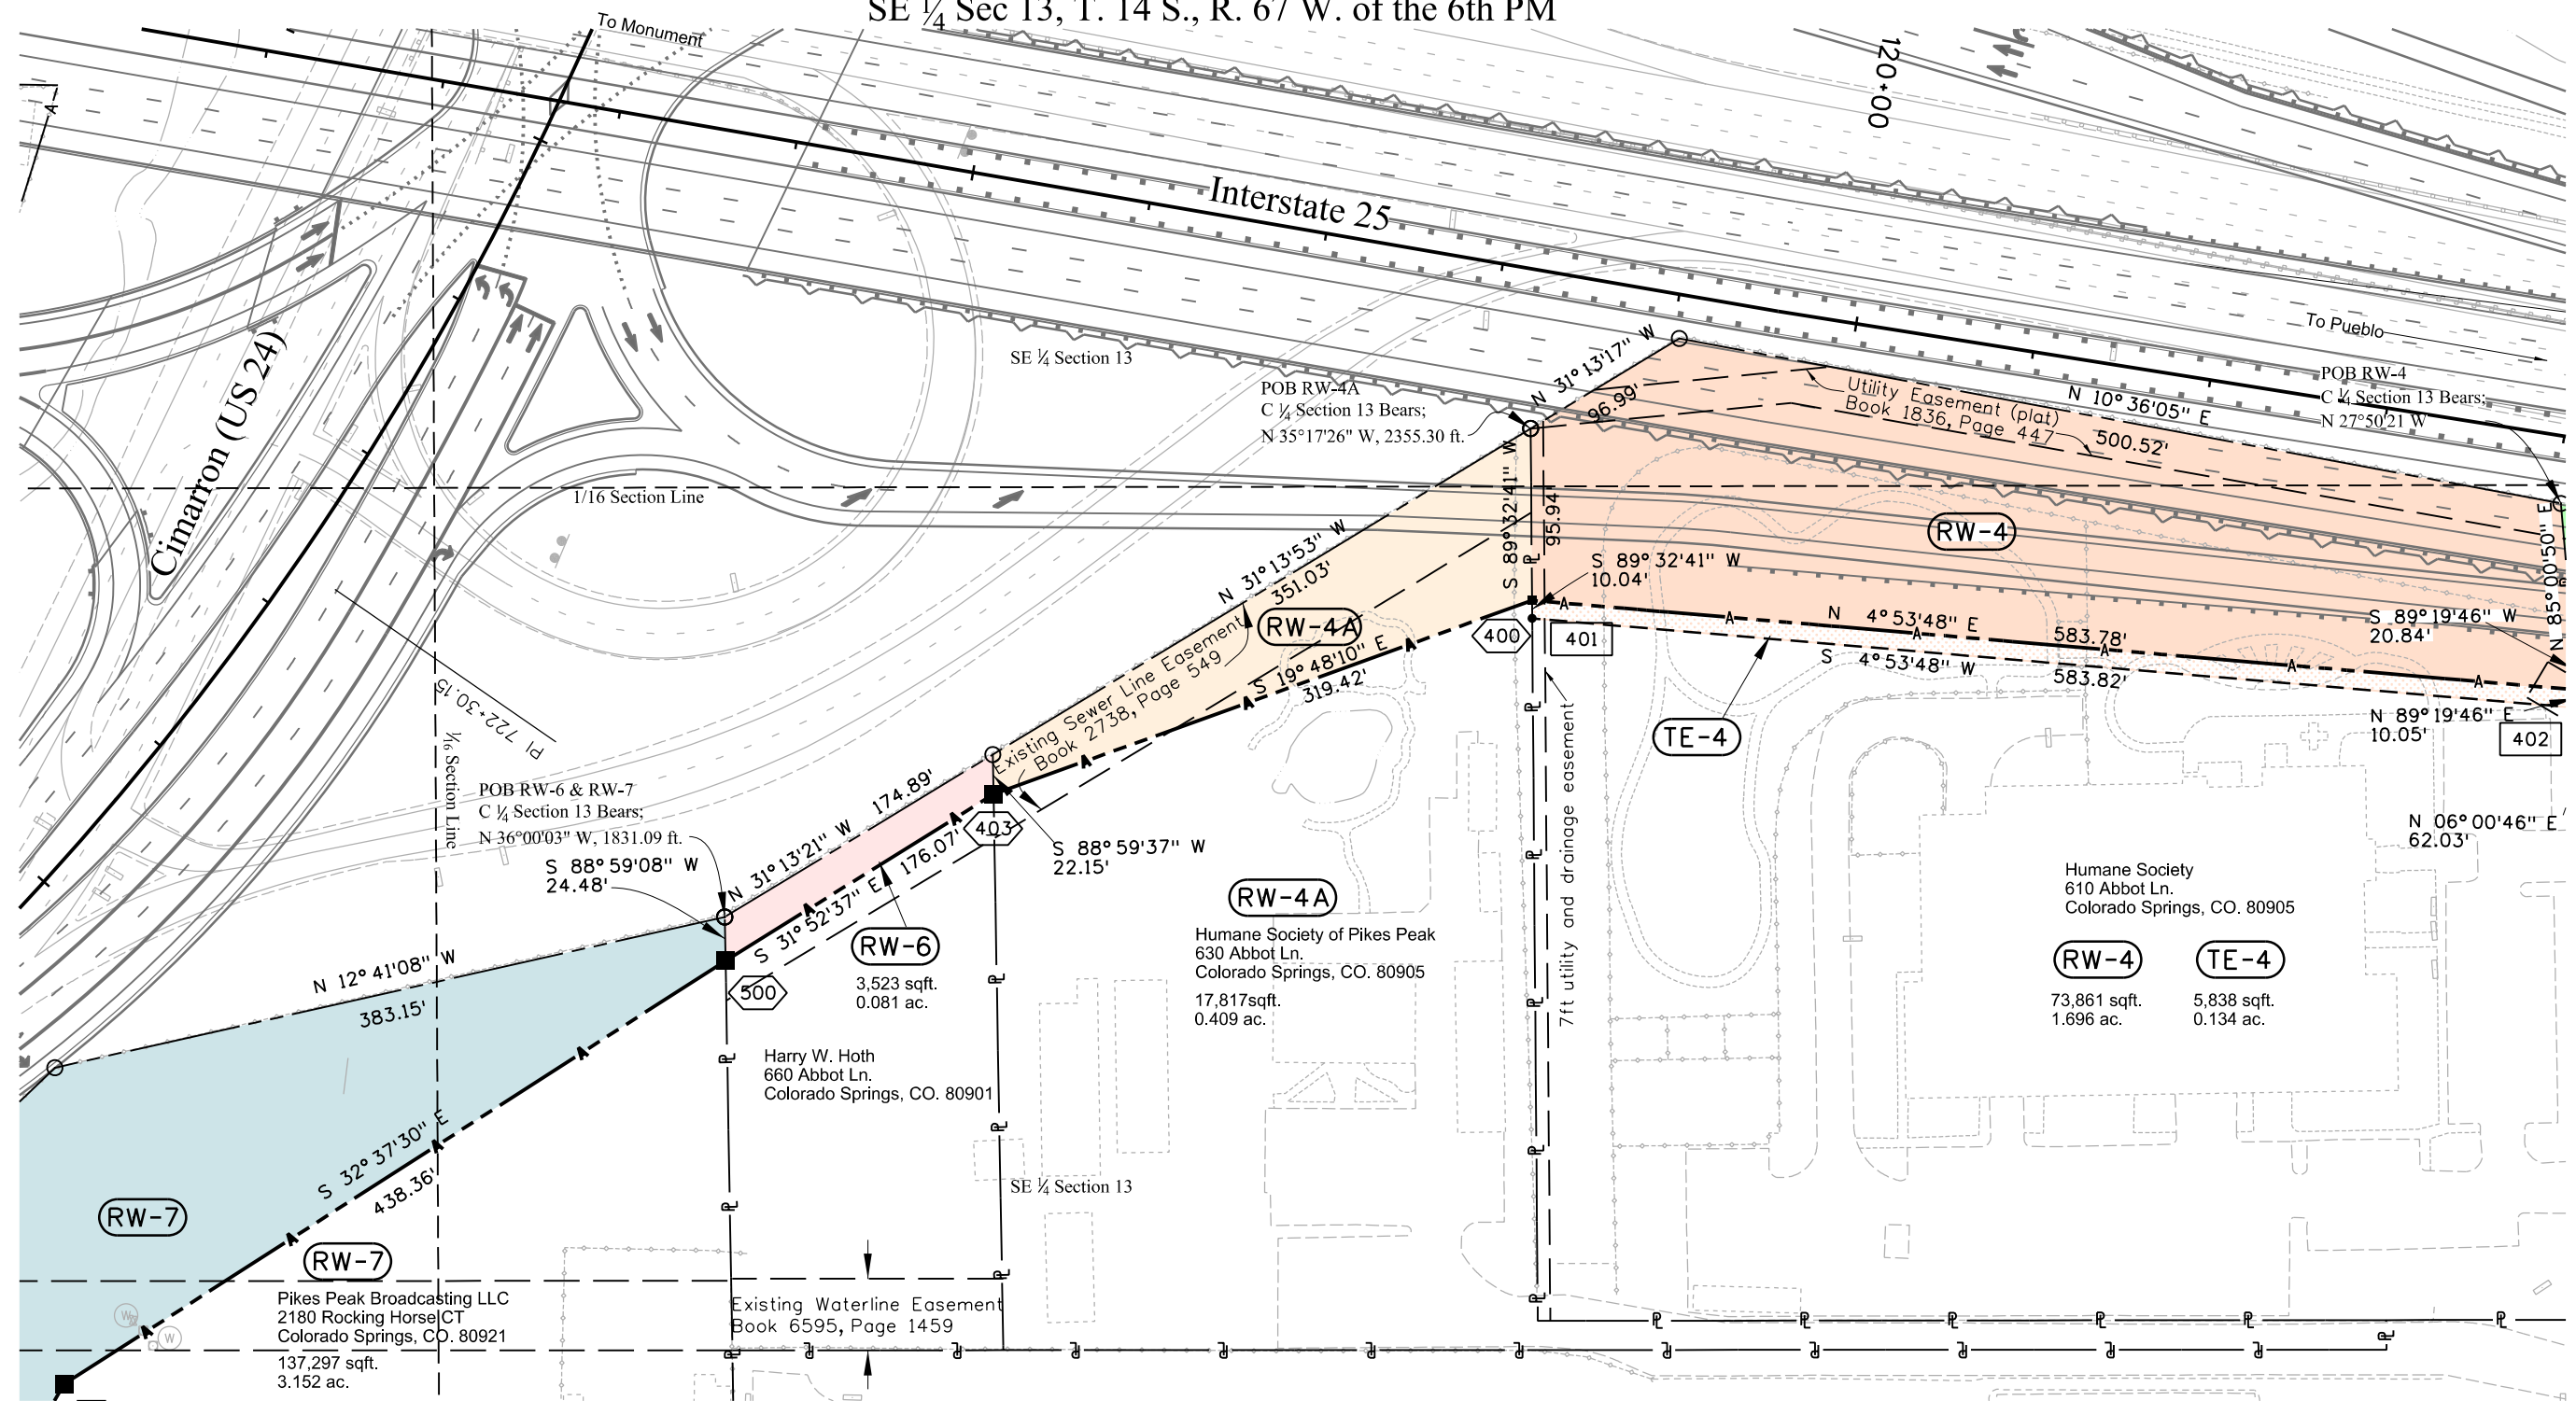 SE ¼ Sec 13, T. 14 S., R. 67 W. of the 6th PM
To Monument
A
120+00
Interstate 25
To Pueblo
Cimarron (US 24)
SE ¼ Section 13
POB RW-4A
C ¼ Section 13 Bears;
N 35°17'26" W, 2355.30 ft.
N 31°13'17" W
96.99'
Utility Easement (plat)
Book 1836, Page 447
N 10°36'05" E
500.52'
POB RW-4
C ¼ Section 13 Bears;
N 27°50'21 W
1/16 Section Line
N 31°13'53" W
351.03'
S 89°32'41" W
95.94'
RW-4
S 89°32'41" W
10.04'
N 85°00'50" E
RW-4A
Existing Sewer Line Easement
Book 2738, Page 549
S 19°48'10" E
319.42'
400
401
N 4°53'48" E
583.78'
S 4°53'48" W
583.82'
S 89°19'46" W
20.84'
N 89°19'46" E
10.05'
402
TE-4
PI 722+30.15
1/16 Section Line
POB RW-6 & RW-7
C ¼ Section 13 Bears;
N 36°00'03" W, 1831.09 ft.
S 88°59'08" W
24.48'
N 31°13'21" W
174.89'
403
S 88°59'37" W
22.15'
S 31°52'37" E
176.07'
7ft utility and drainage easement
N 06°00'46" E
62.03'
N 12°41'08" W
383.15'
500
RW-6
3,523 sqft.
0.081 ac.
RW-4A
Humane Society of Pikes Peak
630 Abbot Ln.
Colorado Springs, CO. 80905
17,817sqft.
0.409 ac.
Humane Society
610 Abbot Ln.
Colorado Springs, CO. 80905
RW-4
73,861 sqft.
1.696 ac.
TE-4
5,838 sqft.
0.134 ac.
Harry W. Hoth
660 Abbot Ln.
Colorado Springs, CO. 80901
S 32°37'30" E
438.36'
SE ¼ Section 13
RW-7
RW-7
Pikes Peak Broadcasting LLC
2180 Rocking Horse CT
Colorado Springs, CO. 80921
137,297 sqft.
3.152 ac.
W
W
Existing Waterline Easement
Book 6595, Page 1459